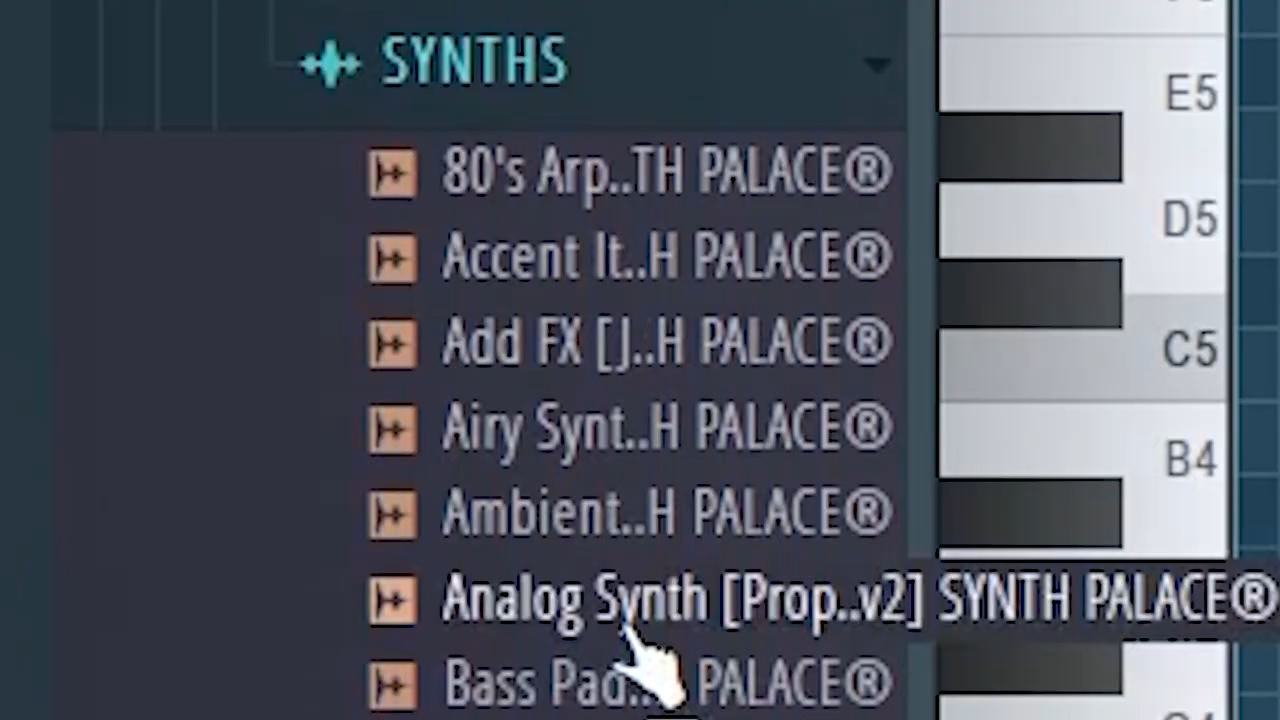 SYNTHS
80's Arp..TH PALACE®
Accent It..H PALACE®
Add FX [J..H PALACE®
Airy Synt..H PALACE®
Ambient..H PALACE®
Analog Synth [Prop..v2] SYNTH PALACE®
Bass Pad.. PALACE®
E5
D5
C5
B4